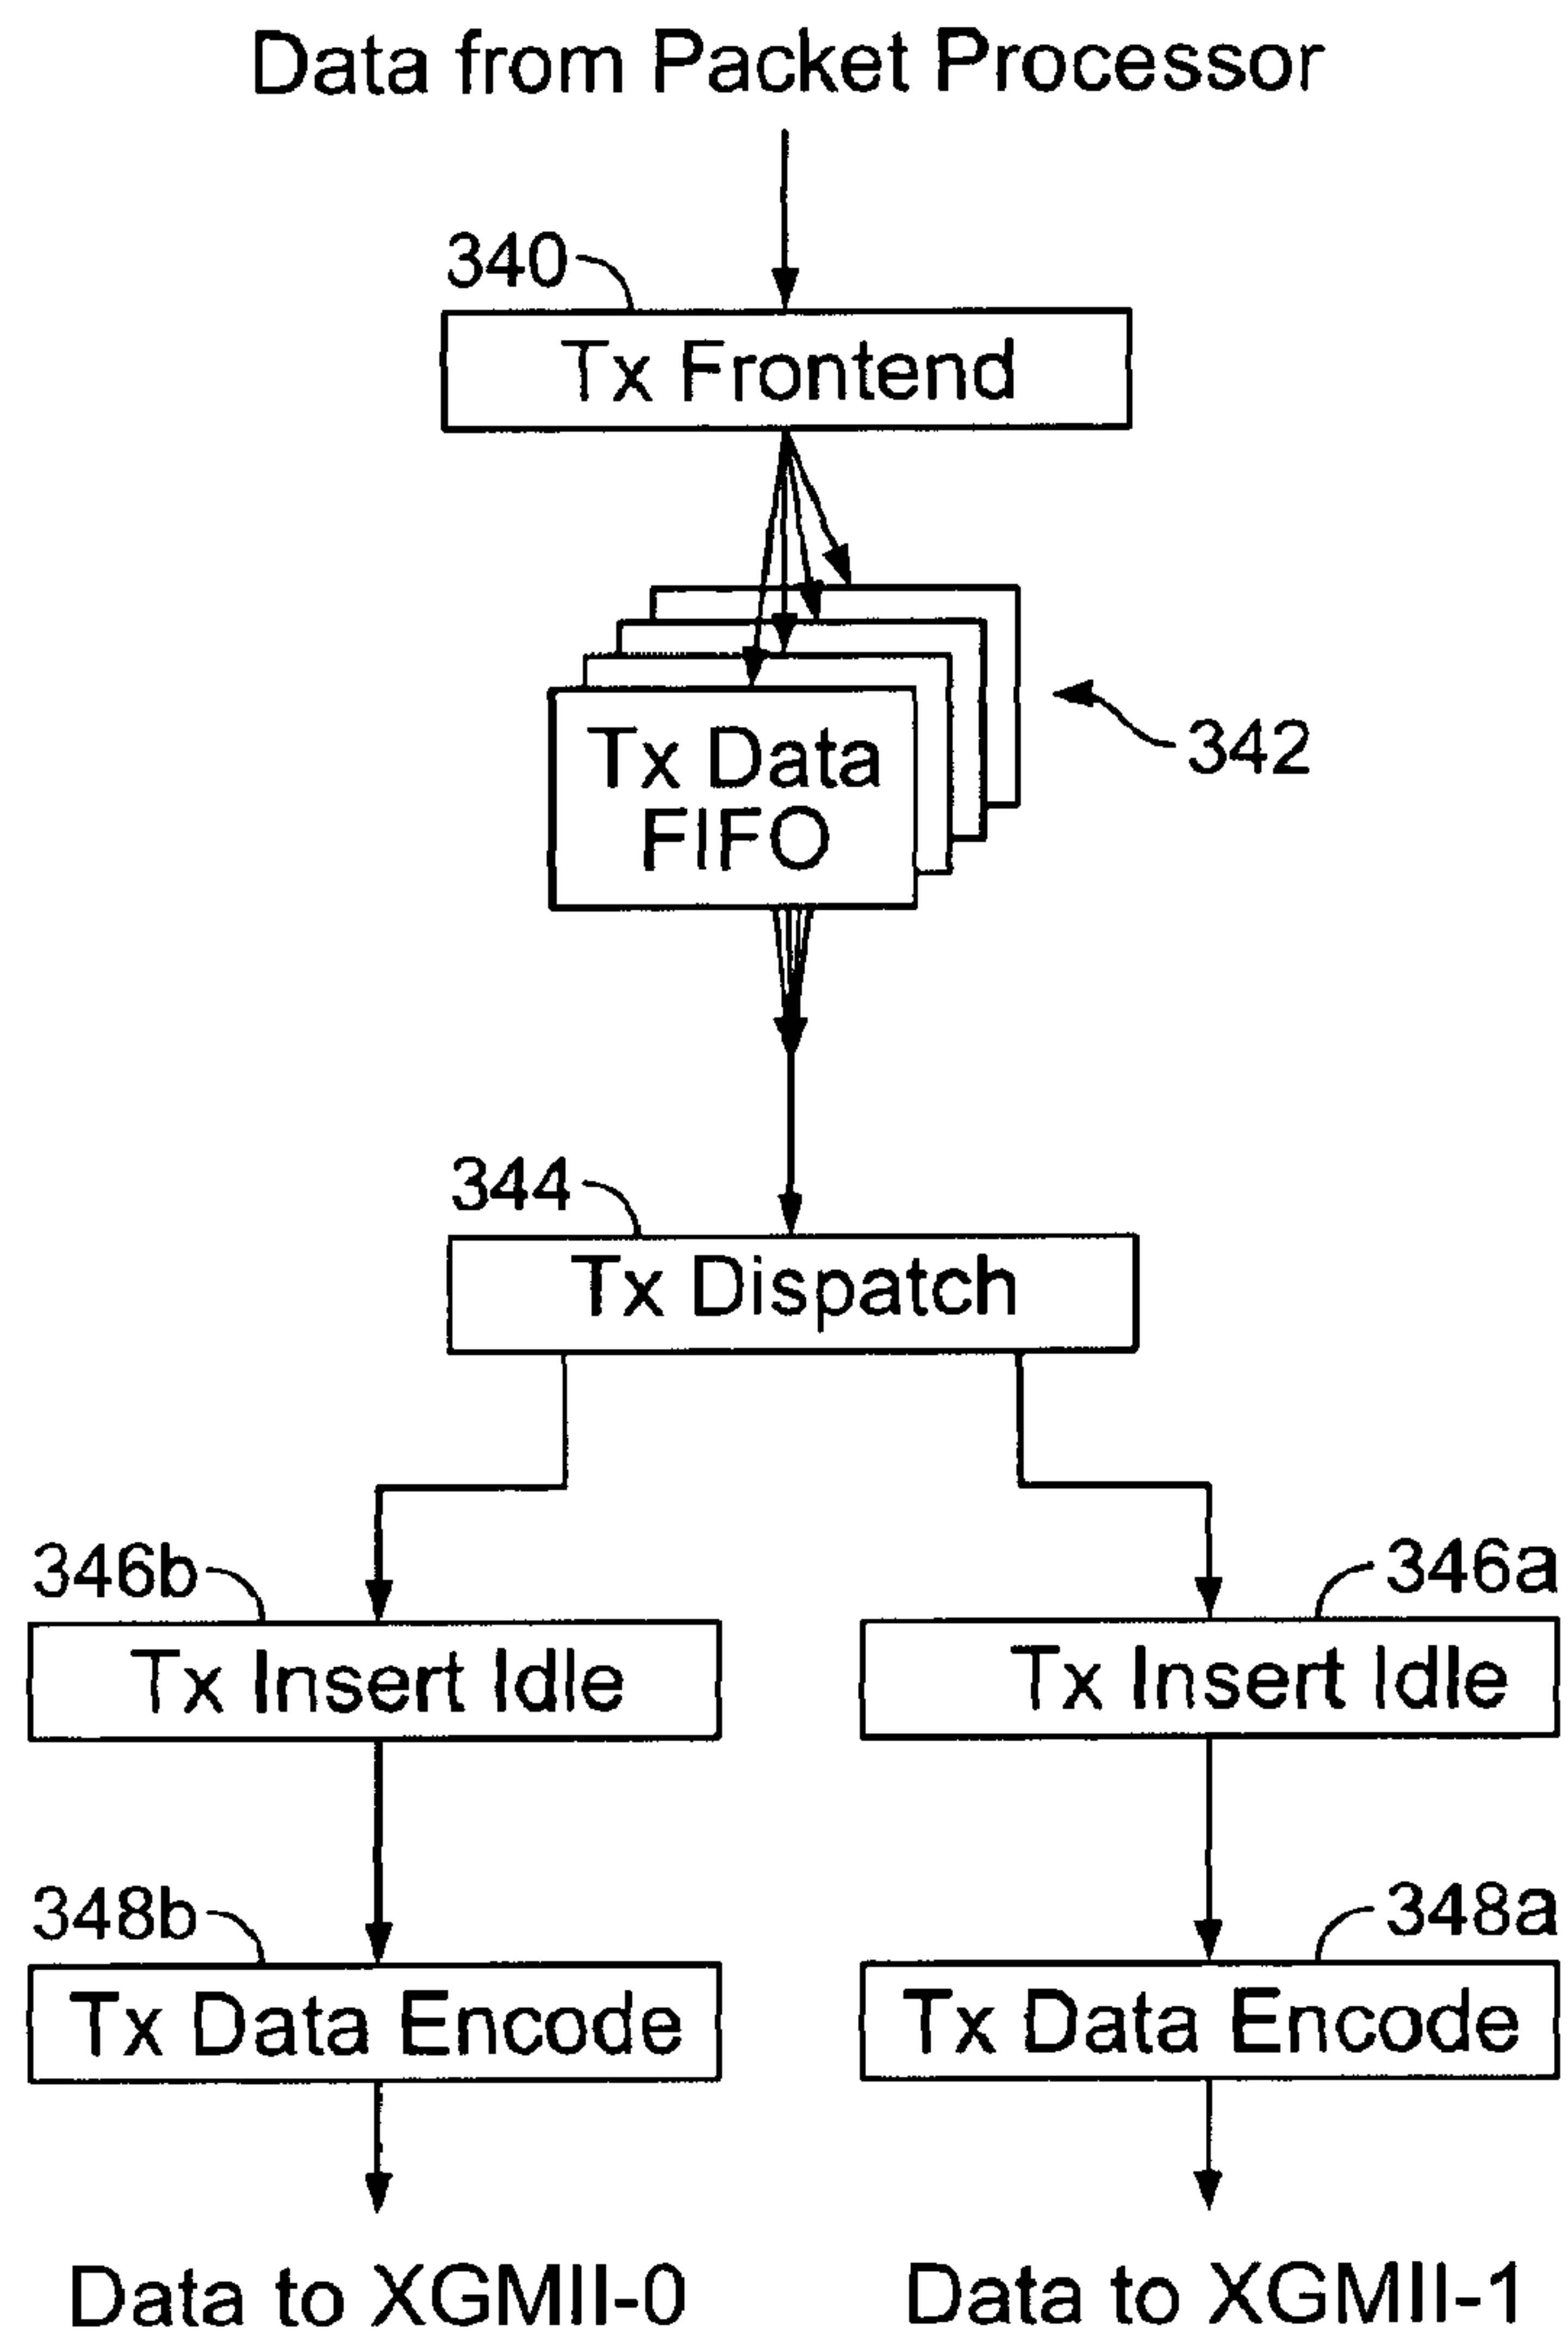 Data from Packet Processor
340
Tx Frontend
Tx Data
FIFO
342
344
Tx Dispatch
346b
346a
Tx Insert Idle
Tx Insert Idle
348b
348a
Tx Data Encode
Tx Data Encode
Data to XGMII-0
Data to XGMII-1